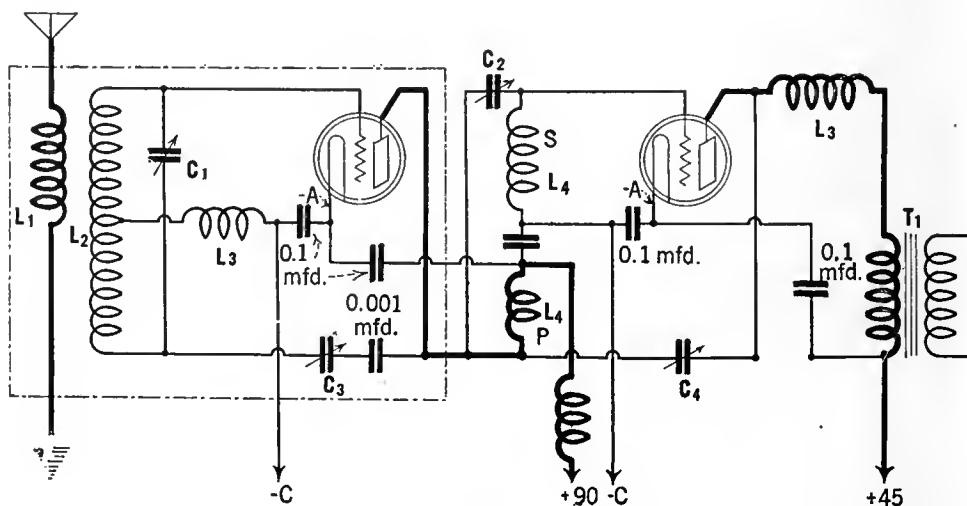 C2
L3
S
C1
-A
L4
-A
L1
L2
L3
0.1
mfd.
0.1 mfd.
0.1
mfd.
T1
0.001
mfd.
L4
P
C3
C4
-C
+90
-C
+45